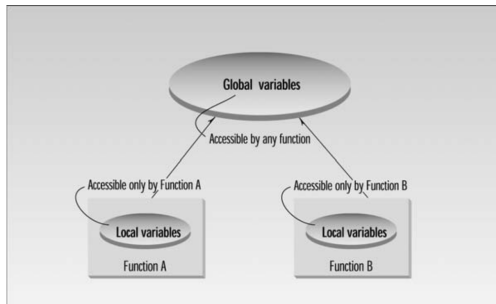 Global variables
Accessible by any function
Accessible only by Function A
Accessible only by Function B
Local variables
Local variables
Function A
Function B